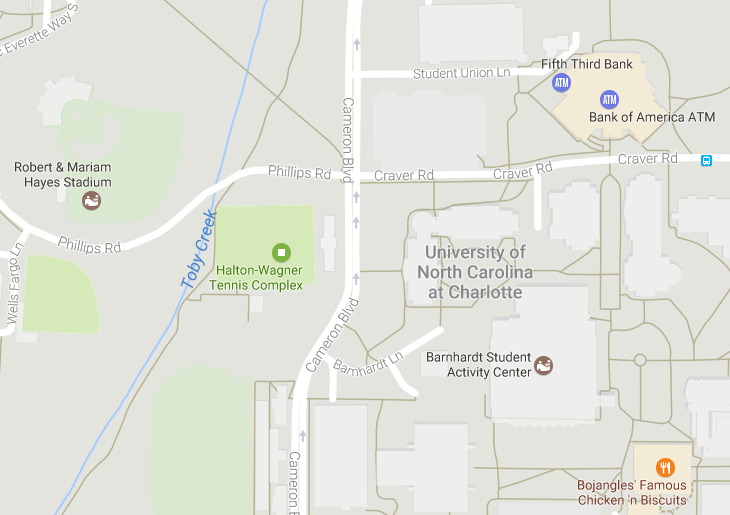 Everette Way S
Student Union Ln
Fifth Third Bank
ATM
ATM
Bank of America ATM
Cameron Blvd
Craver Rd
Craver Rd
Craver Rd
Phillips Rd
Robert & Mariam
Hayes Stadium
Phillips Rd
Wells Fargo Ln
Toby Creek
Halton-Wagner
Tennis Complex
University of
North Carolina
at Charlotte
Cameron Blvd
Barnhardt Ln
Barnhardt Student
Activity Center
Cameron B
Bojangles' Famous
Chicken 'n Biscuits